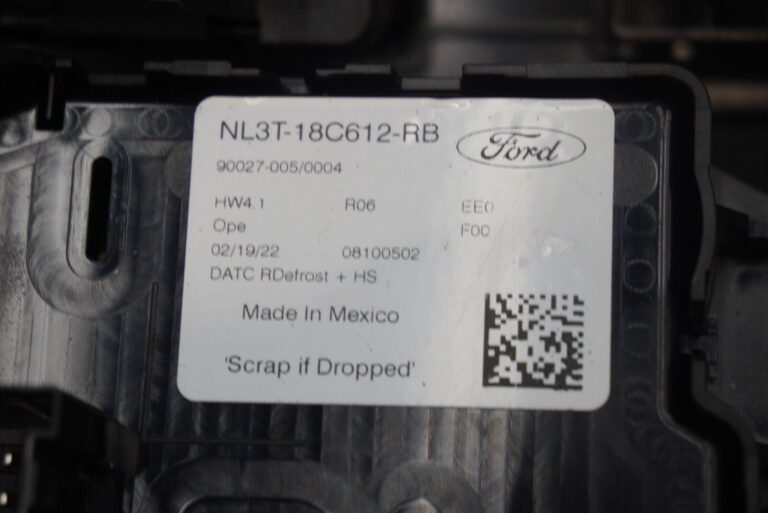 NL3T-18C612-RB
Ford
90027-005/0004
HW4.1 R06 EE0
Ope F00
02/19/22 08100502
DATC RDefrost + HS
Made In Mexico
'Scrap if Dropped'